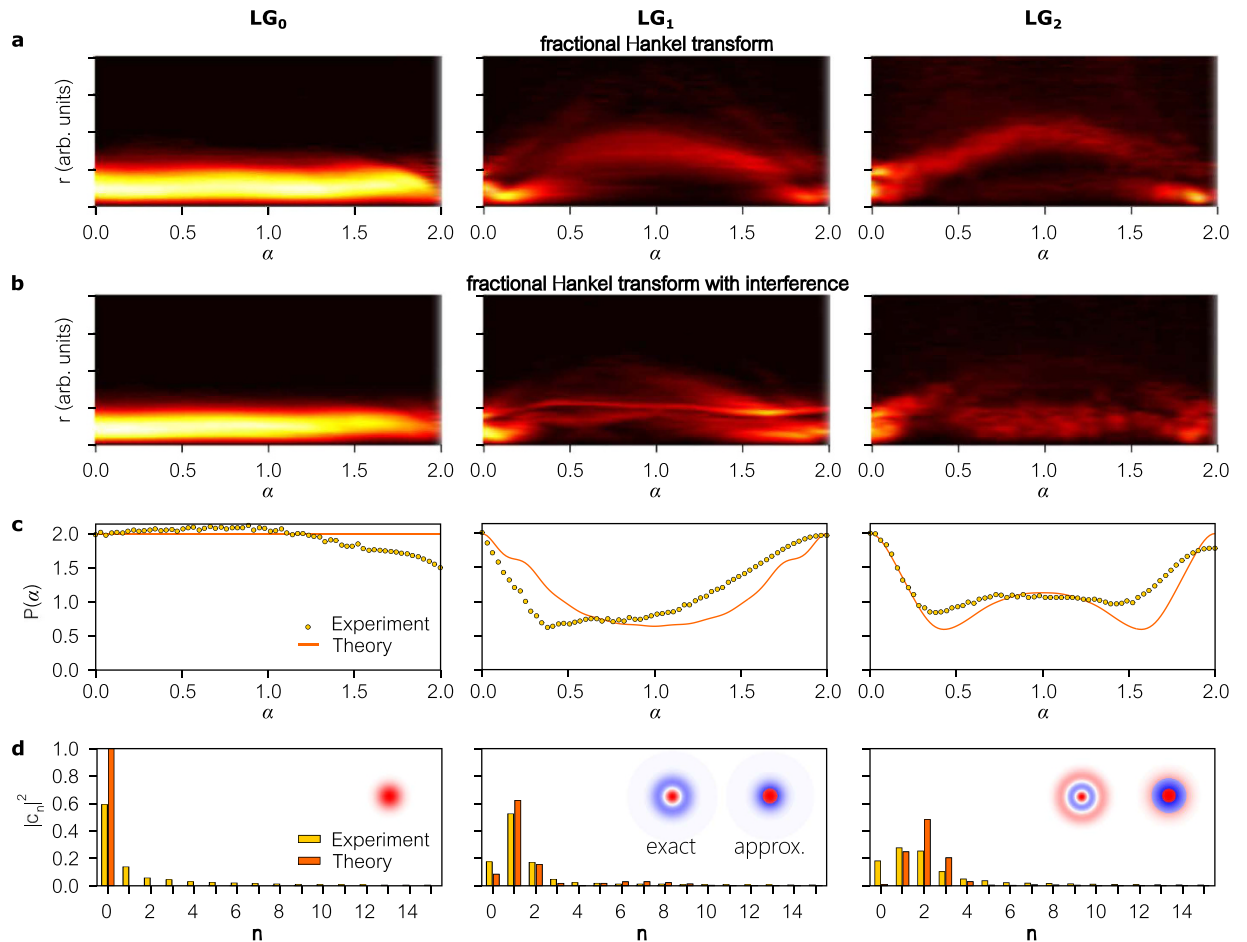 LG0 LG1 LG2
a
fractional Hankel transform
r (arb. units)
0.0 0.5 1.0 1.5 2.0 0.0 0.5 1.0 1.5 2.0 0.0 0.5 1.0 1.5 2.0
α α α
b
fractional Hankel transform with interference
r (arb. units)
0.0 0.5 1.0 1.5 2.0 0.0 0.5 1.0 1.5 2.0 0.0 0.5 1.0 1.5 2.0
α α α
c
P(α)
2.0
1.5
1.0
0.5
0.0
Experiment
Theory
0.0 0.5 1.0 1.5 2.0 0.0 0.5 1.0 1.5 2.0 0.0 0.5 1.0 1.5 2.0
α α α
d
|cn|²
1.0
0.8
0.6
0.4
0.2
0.0
Experiment
Theory
exact approx.
0 2 4 6 8 10 12 14 0 2 4 6 8 10 12 14 0 2 4 6 8 10 12 14
n n n